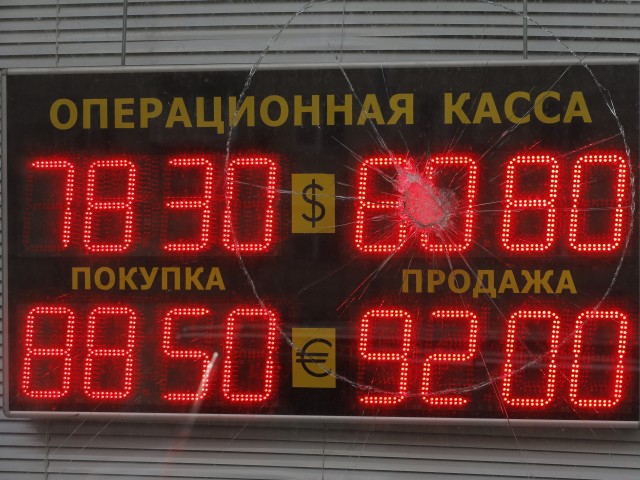 ОПЕРАЦИОННАЯ КАССА
78 30 $ 80
ПОКУПКА ПРОДАЖА
88 50 € 92 00